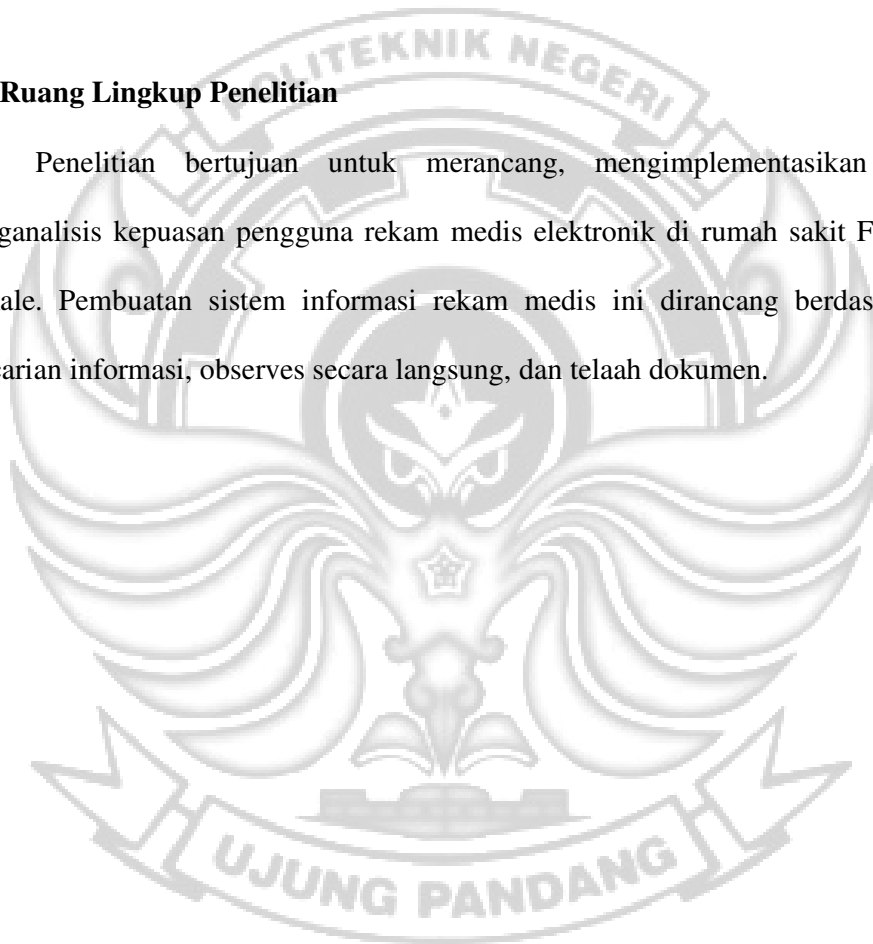 POLITEKNIK NEGERI
Ruang Lingkup Penelitian
Penelitian bertujuan untuk merancang, mengimplementasikan
ganalisis kepuasan pengguna rekam medis elektronik di rumah sakit F
ale. Pembuatan sistem informasi rekam medis ini dirancang berdas
arian informasi, observes secara langsung, dan telaah dokumen.
UJUNG PANDANG